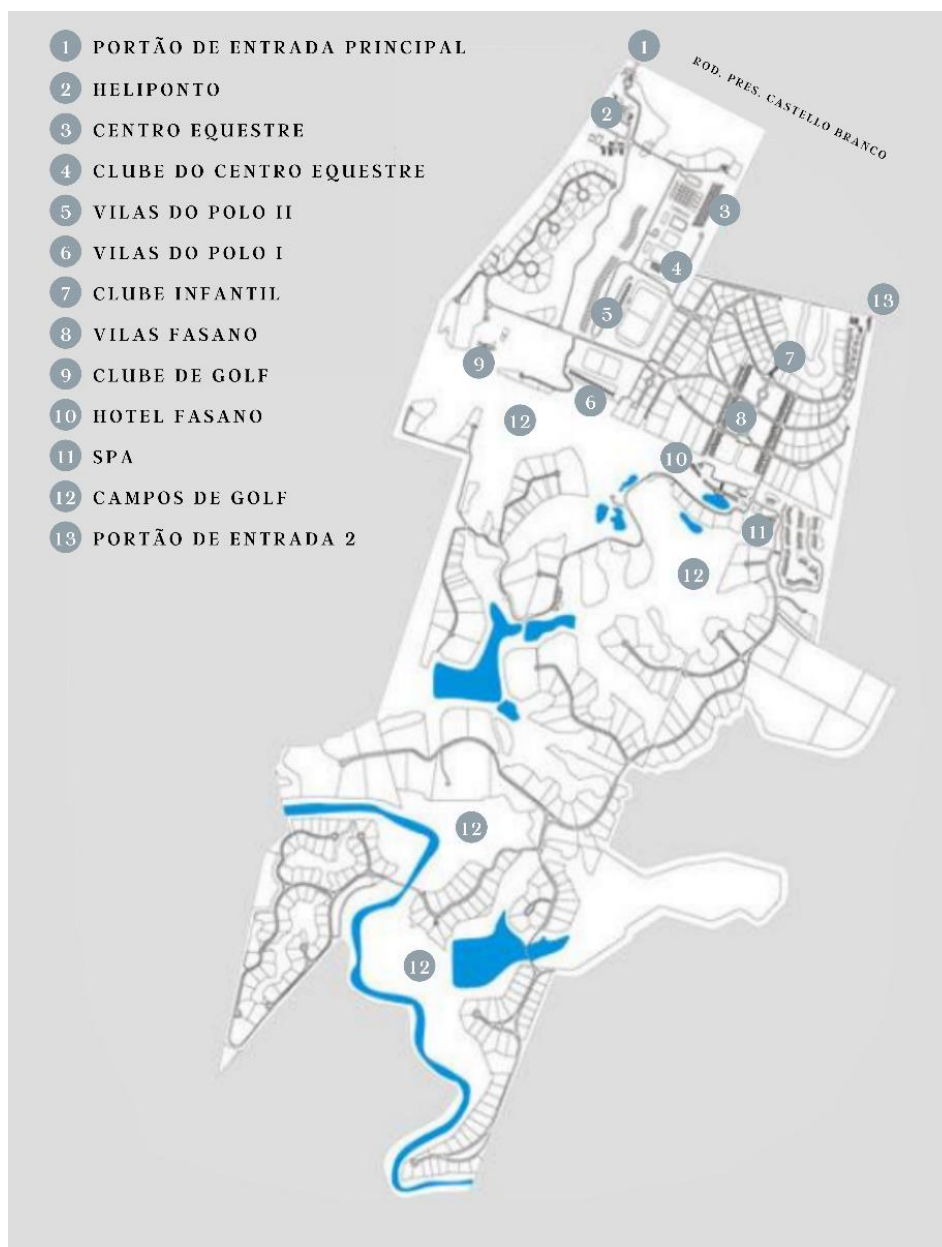 1 PORTÃO DE ENTRADA PRINCIPAL
2 HELIPONTO
3 CENTRO EQUESTRE
4 CLUBE DO CENTRO EQUESTRE
5 VILAS DO POLO II
6 VILAS DO POLO I
7 CLUBE INFANTIL
8 VILAS FASANO
9 CLUBE DE GOLF
10 HOTEL FASANO
11 SPA
12 CAMPOS DE GOLF
13 PORTÃO DE ENTRADA 2
1
ROD. PRES. CASTELLO BRANCO
2
3
4
13
5
7
9
6
12
8
10
11
12
12
12